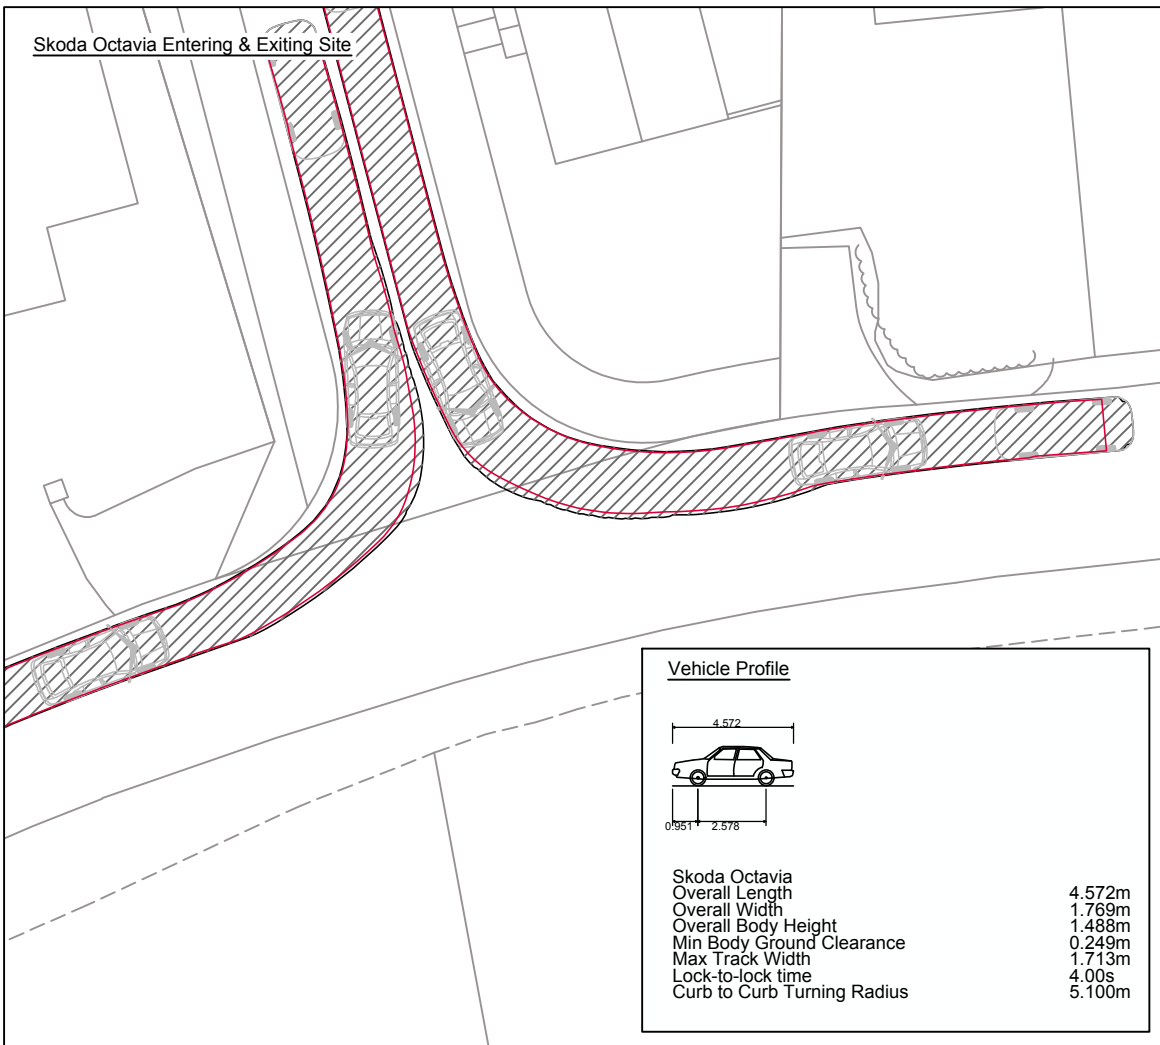 Skoda Octavia Entering & Exiting Site
Vehicle Profile
4.572
0.951 2.578
Skoda Octavia
Overall Length 4.572m
Overall Width 1.769m
Overall Body Height 1.488m
Min Body Ground Clearance 0.249m
Max Track Width 1.713m
Lock-to-lock time 4.00s
Curb to Curb Turning Radius 5.100m